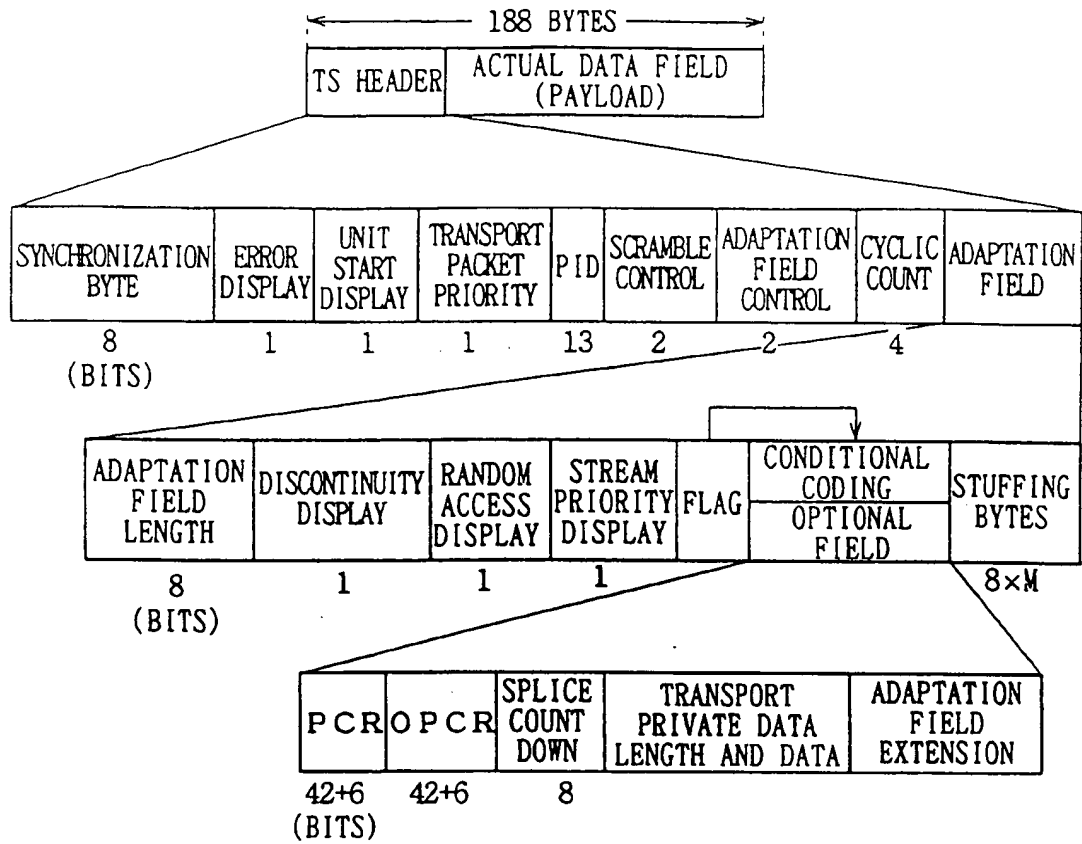 188 BYTES
TS HEADER
ACTUAL DATA FIELD
(PAYLOAD)
SYNCHRONIZATION
BYTE
ERROR
DISPLAY
UNIT
START
DISPLAY
TRANSPORT
PACKET
PRIORITY
PID
SCRAMBLE
CONTROL
ADAPTATION
FIELD
CONTROL
CYCLIC
COUNT
ADAPTATION
FIELD
8
(BITS)
1
1
1
13
2
2
4
ADAPTATION
FIELD
LENGTH
DISCONTINUITY
DISPLAY
RANDOM
ACCESS
DISPLAY
STREAM
PRIORITY
DISPLAY
FLAG
CONDITIONAL
CODING
OPTIONAL
FIELD
STUFFING
BYTES
8
(BITS)
1
1
1
8×M
PCR
OPCR
SPLICE
COUNT
DOWN
TRANSPORT
PRIVATE DATA
LENGTH AND DATA
ADAPTATION
FIELD
EXTENSION
42+6
(BITS)
42+6
8